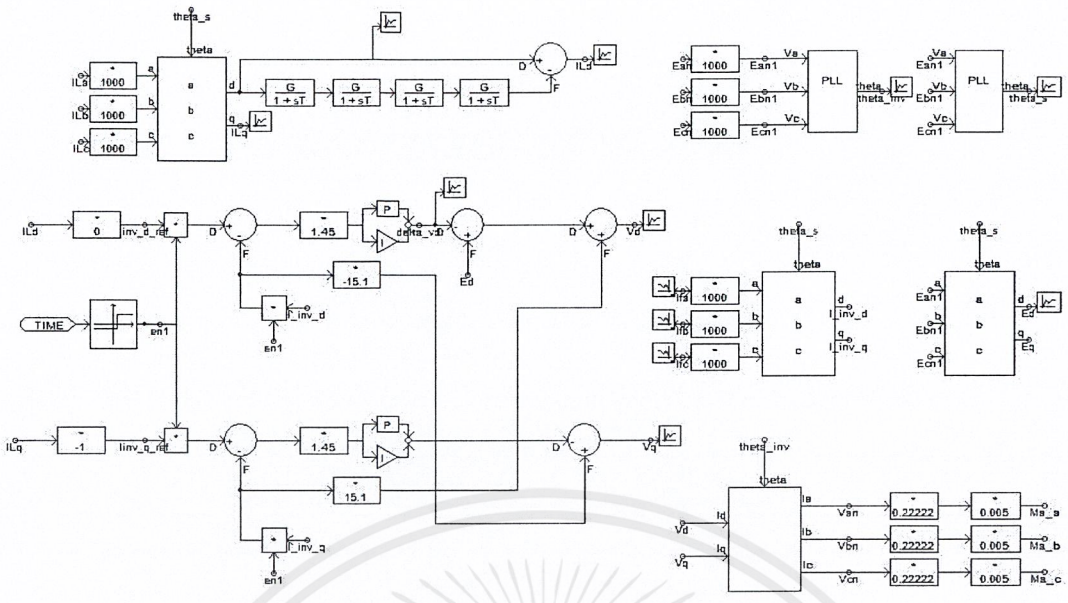 theta_s
theta
ILa
*
1000
a
ILb
*
1000
b
ILc
*
1000
c
a
b
c
d
q
ILq
G
1+sT
G
1+sT
G
1+sT
G
1+sT
D
F
ILd
Ean
*
1000
Ean1
Va
Ebn
*
1000
Ebn1
Vb
Ecn
*
1000
Ecn1
Vc
PLL
theta
theta_inv
Va
Ean1
Vb
Ebn1
Vc
Ecn1
PLL
theta
theta_s
ILd
*
0
inv_d_ref
*
D
F
*
1.45
P
I
delta_vd
D
Ed
D
F
Vd
*
-15.1
*
I_inv_d
en1
TIME
en1
ILq
*
-1
Iinv_q_ref
*
D
F
*
1.45
P
I
D
F
Vq
*
15.1
*
I_inv_q
en1
theta_s
theta
Ifa
*
1000
a
Ifb
*
1000
b
Ifc
*
1000
c
a
b
c
d
I_inv_d
q
I_inv_q
theta_s
theta
a
Ean1
b
Ebn1
c
Ecn1
a
b
c
d
Ed
q
Eq
theta_inv
theta
Id
Vd
Iq
Vq
Ia
Van
*
0.22222
*
0.005
Ma_a
Ib
Vbn
*
0.22222
*
0.005
Ma_b
Ic
Vcn
*
0.22222
*
0.005
Ma_c